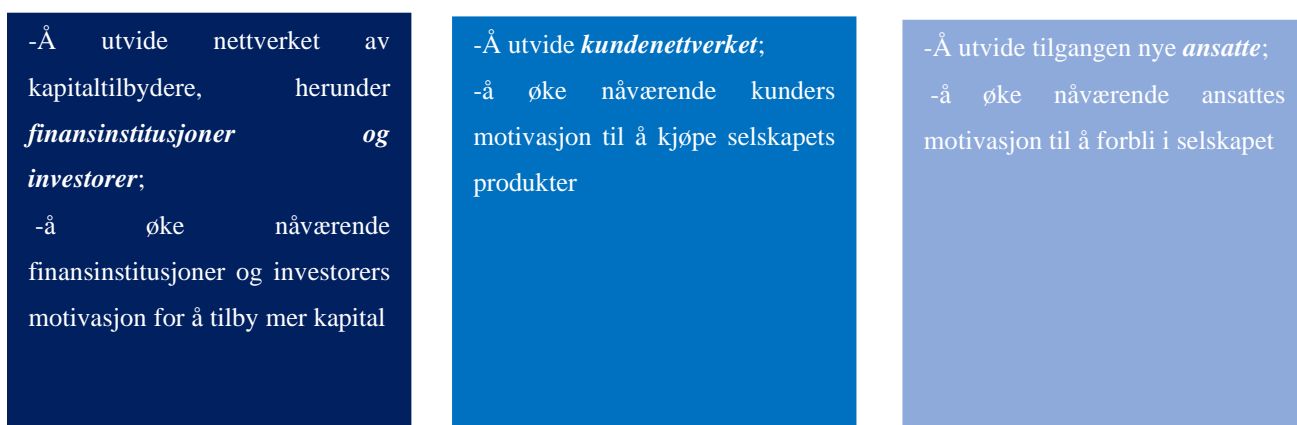 -Å utvide nettverket av
kapitaltilbydere, herunder
finansinstitusjoner og
investorer;
-å øke nåværende
finansinstitusjoner og investorers
motivasjon for å tilby mer kapital
-Å utvide kundenettverket;
-å øke nåværende kunders
motivasjon til å kjøpe selskapets
produkter
-Å utvide tilgangen nye ansatte;
-å øke nåværende ansattes
motivasjon til å forbli i selskapet